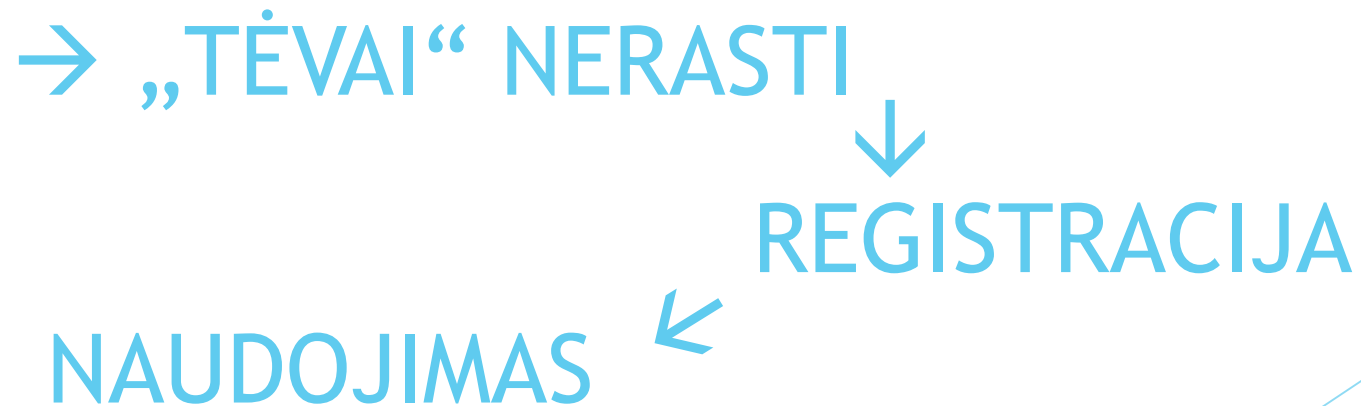 → „TĖVAI“ NERASTI
REGISTRACIJA
NAUDOJIMAS